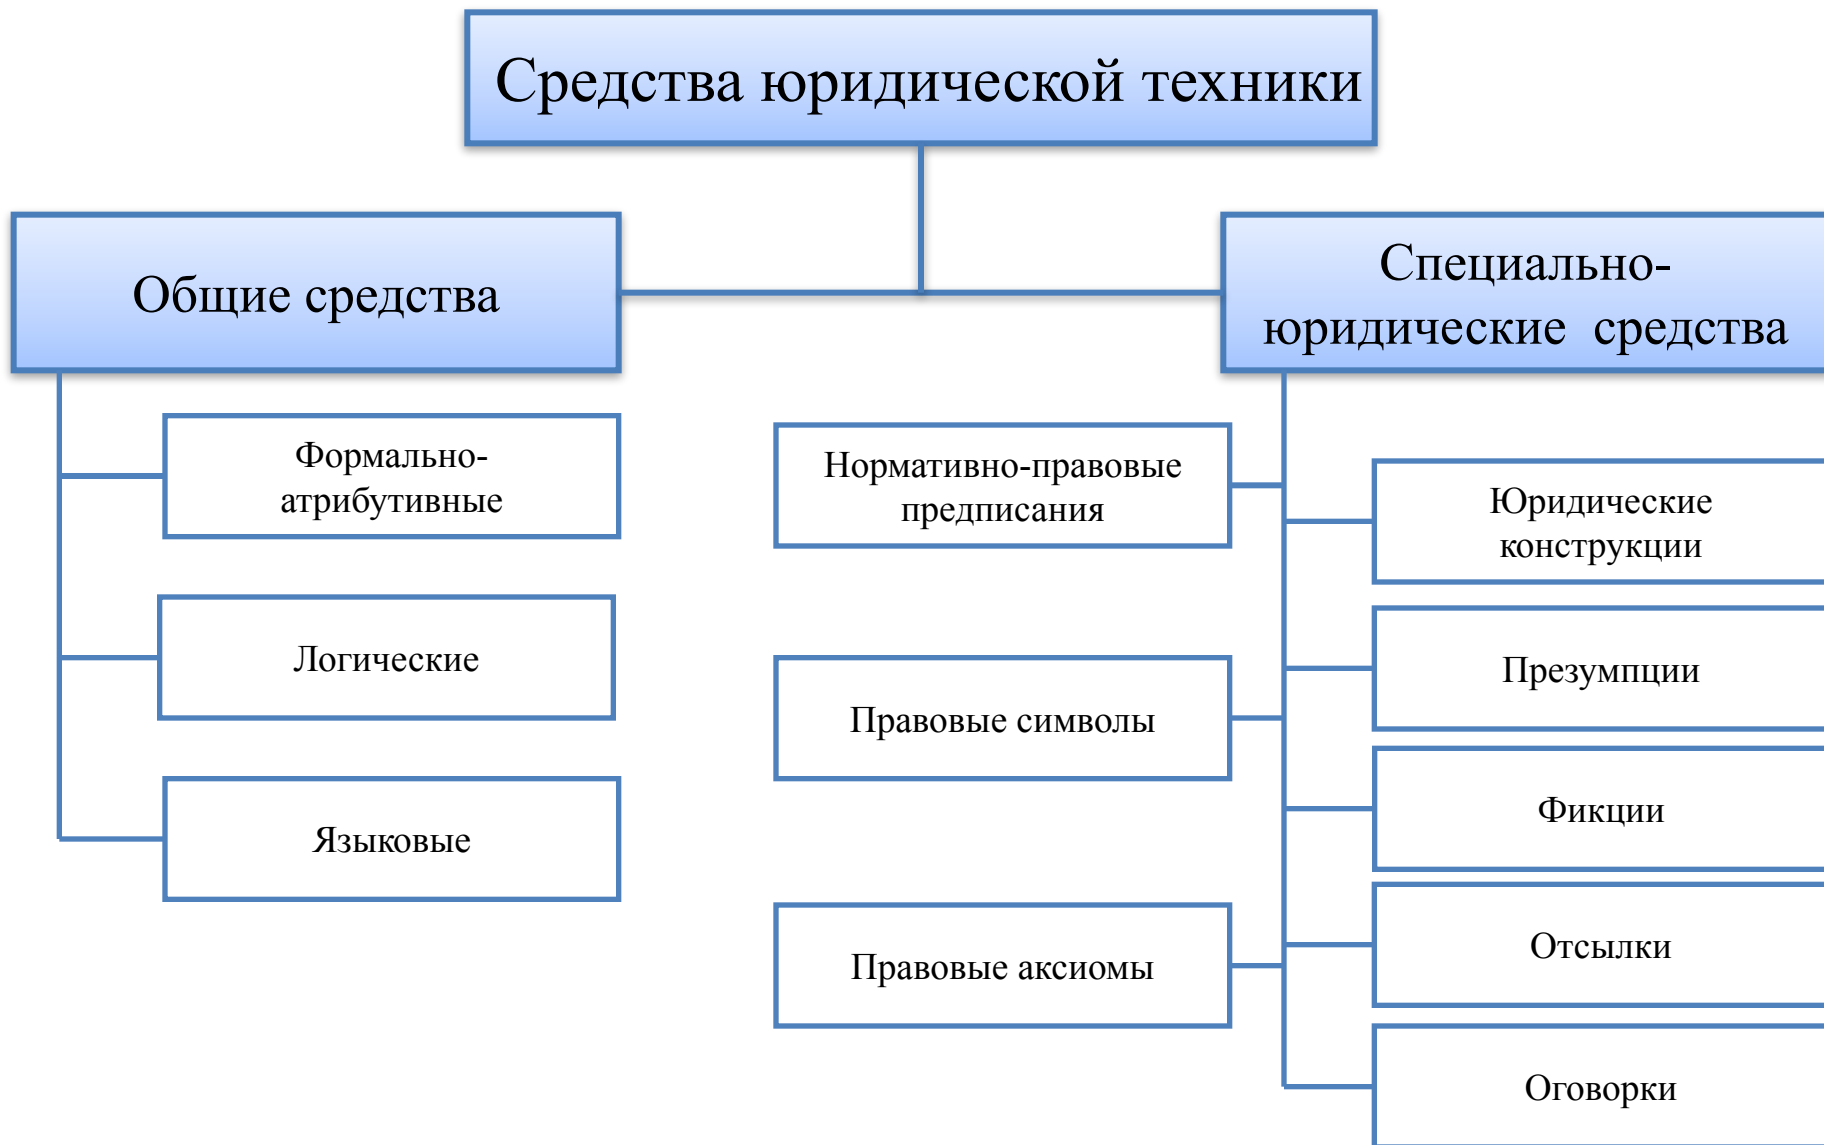 Средства юридической техники
Общие средства
Специально-
юридические средства
Формально-
атрибутивные
Логические
Языковые
Нормативно-правовые
предписания
Правовые символы
Правовые аксиомы
Юридические
конструкции
Презумпции
Фикции
Отсылки
Оговорки